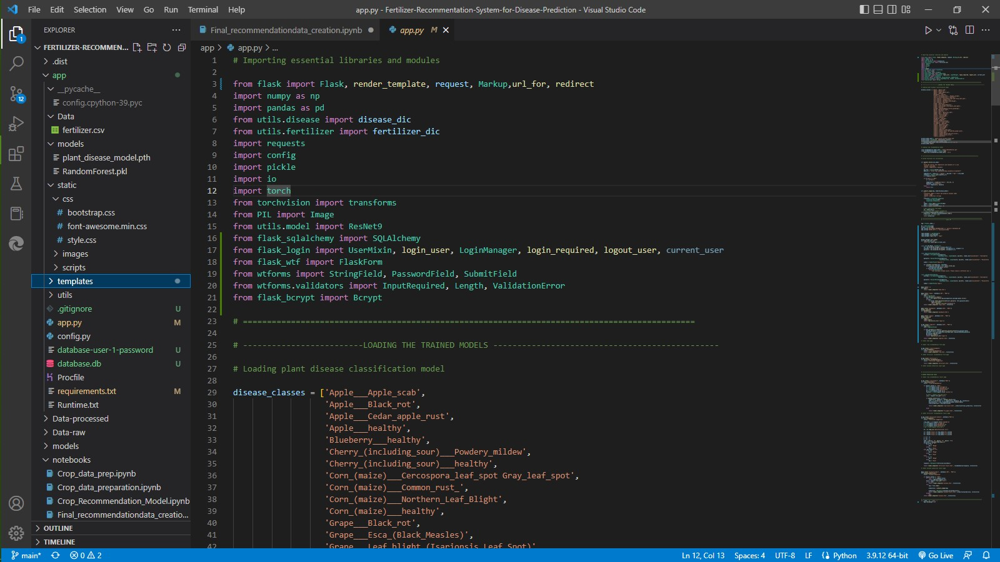 File Edit Selection View Go Run Terminal Help
app.py - Fertilizer-Recommentation-System-for-Disease-Prediction - Visual Studio Code
EXPLORER
FERTILIZER-RECOMMEN...
.dist
app
__pycache__
config.cpython-39.pyc
Data
fertilizer.csv
models
plant_disease_model.pth
RandomForest.pkl
static
css
# bootstrap.css
# font-awesome.min.css
# style.css
images
scripts
templates
utils
.gitignore U
app.py M
config.py
database-user-1-password U
database.db U
Procfile
requirements.txt M
Runtime.txt
Data-processed
Data-raw
models
notebooks
Crop_data_prep.ipynb
Crop_data_preparation.ipynb
Crop_Recommendation_Model.ipynb
Final_recommendationdata_creatio...
OUTLINE
TIMELINE
1
12
Final_recommendationdata_creation.ipynb
app.py M
app > app.py > ...
1 # Importing essential libraries and modules
2
3 from flask import Flask, render_template, request, Markup,url_for, redirect
4 import numpy as np
5 import pandas as pd
6 from utils.disease import disease_dic
7 from utils.fertilizer import fertilizer_dic
8 import requests
9 import config
10 import pickle
11 import io
12 import torch
13 from torchvision import transforms
14 from PIL import Image
15 from utils.model import ResNet9
16 from flask_sqlalchemy import SQLAlchemy
17 from flask_login import UserMixin, login_user, LoginManager, login_required, logout_user, current_user
18 from flask_wtf import FlaskForm
19 from wtforms import StringField, PasswordField, SubmitField
20 from wtforms.validators import InputRequired, Length, ValidationError
21 from flask_bcrypt import Bcrypt
22
23 # ==============================================================================================
24
25 # -------------------------LOADING THE TRAINED MODELS -----------------------------------------------
26
27 # Loading plant disease classification model
28
29 disease_classes = ['Apple___Apple_scab',
30 'Apple___Black_rot',
31 'Apple___Cedar_apple_rust',
32 'Apple___healthy',
33 'Blueberry___healthy',
34 'Cherry_(including_sour)___Powdery_mildew',
35 'Cherry_(including_sour)___healthy',
36 'Corn_(maize)___Cercospora_leaf_spot Gray_leaf_spot',
37 'Corn_(maize)___Common_rust_',
38 'Corn_(maize)___Northern_Leaf_Blight',
39 'Corn_(maize)___healthy',
40 'Grape___Black_rot',
41 'Grape___Esca_(Black_Measles)',
42 'Grape___Leaf_blight_(Isariopsis_Leaf_Spot)'
main* 0 2
Ln 12, Col 13 Spaces: 4 UTF-8 LF Python 3.9.12 64-bit Go Live